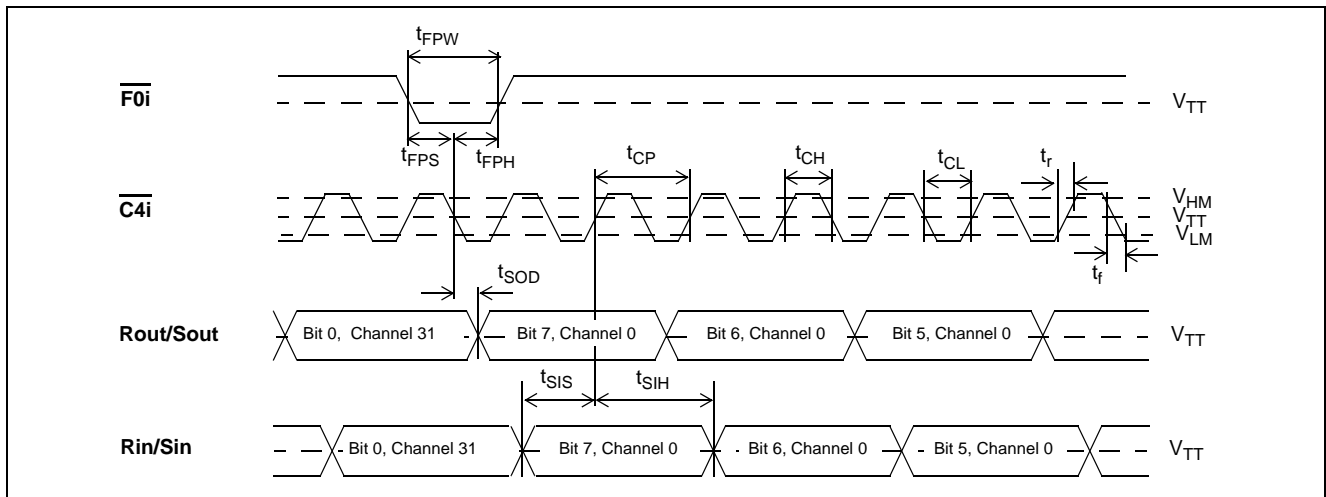 tFPW
F0i
VTT
tFPS tFPH tCP tCH tCL tr
C4i
VHM
VTT
VLM
tf
tSOD
Rout/Sout Bit 0, Channel 31 Bit 7, Channel 0 Bit 6, Channel 0 Bit 5, Channel 0 VTT
tSIS tSIH
Rin/Sin Bit 0, Channel 31 Bit 7, Channel 0 Bit 6, Channel 0 Bit 5, Channel 0 VTT